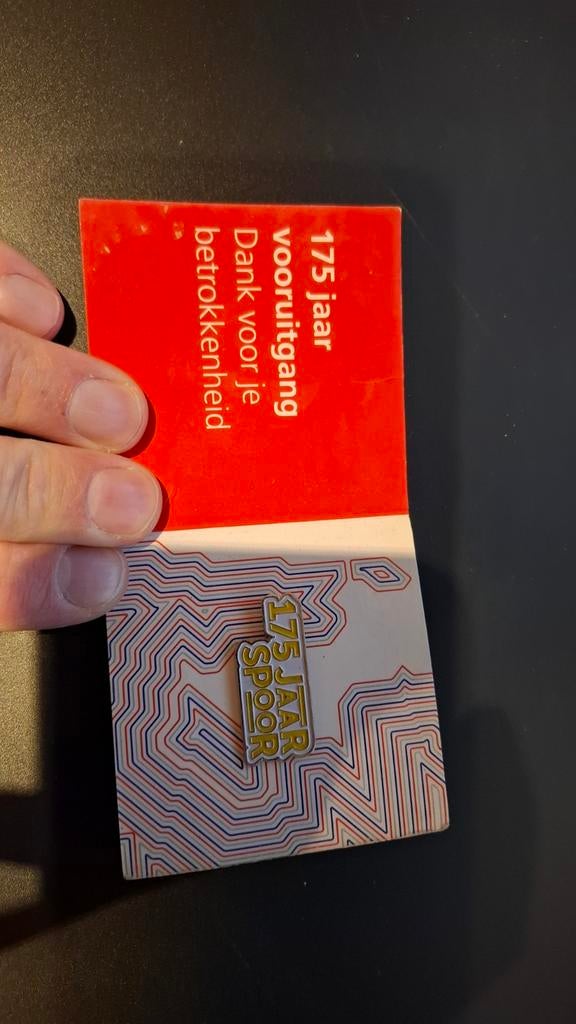 175 jaar
vooruitgang
Dank voor je
betrokkenheid
175 JAAR
SPOOR